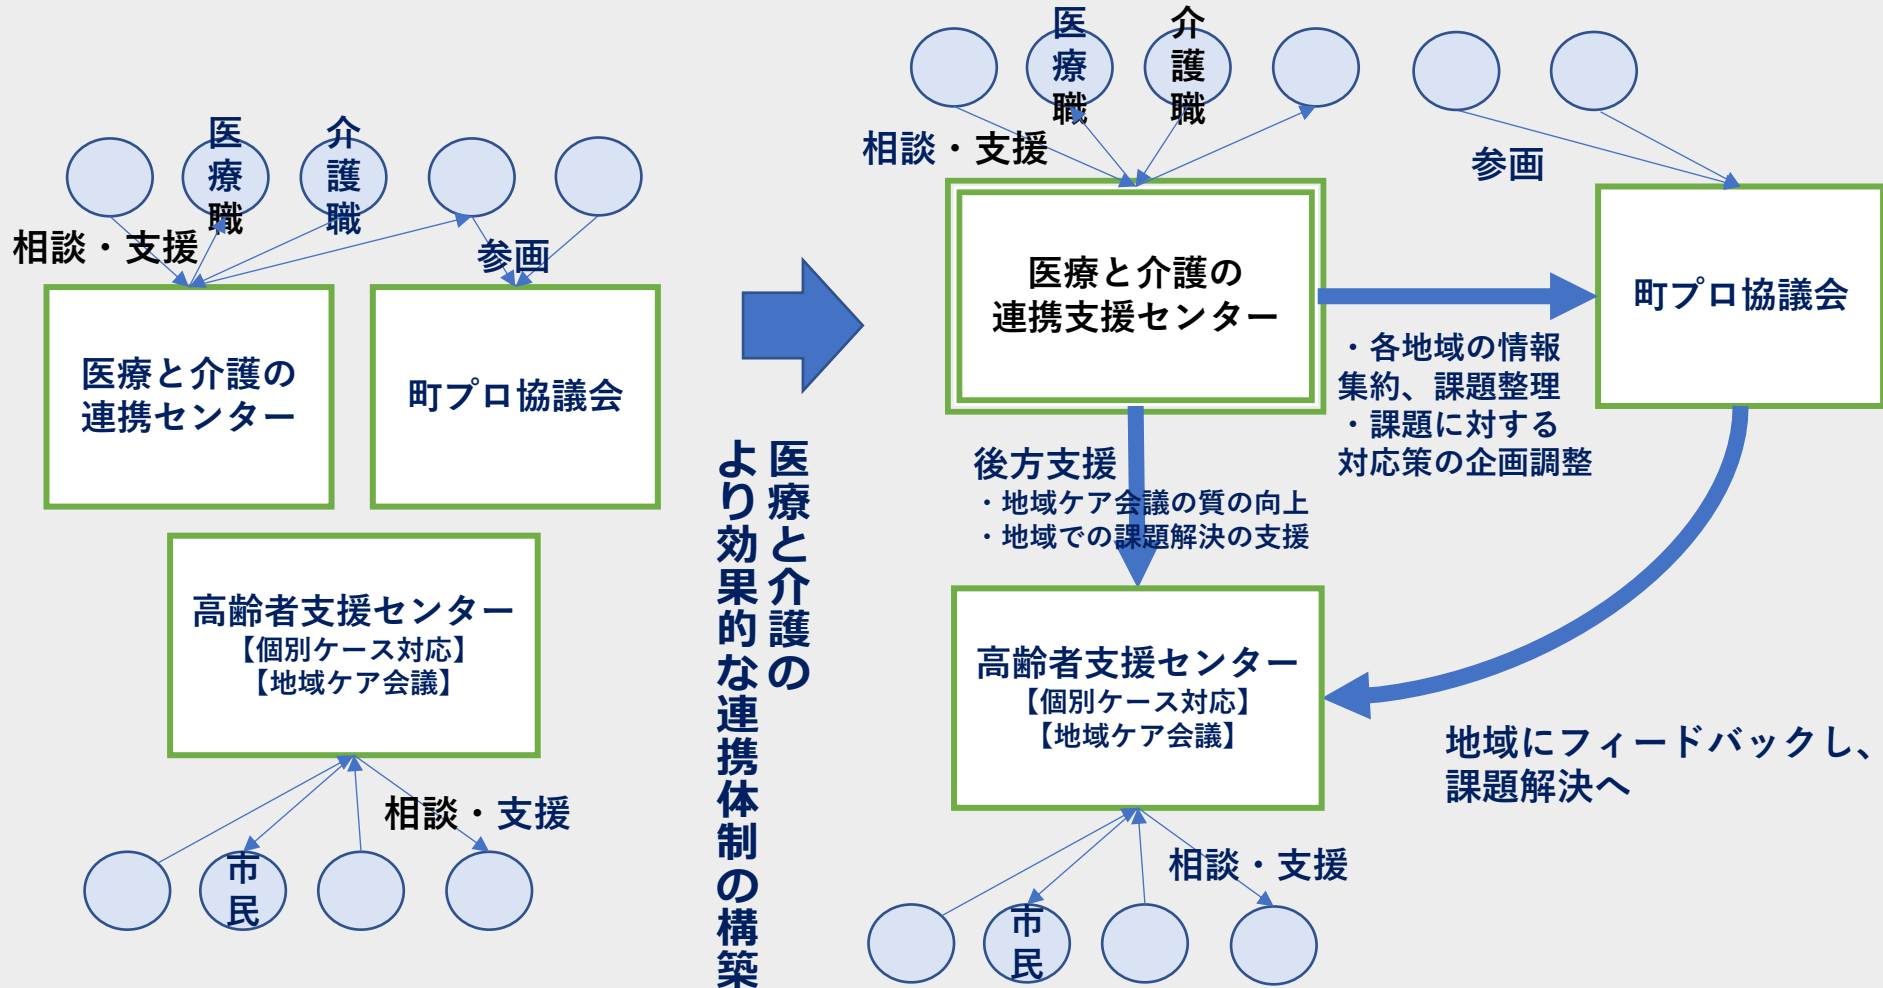 医療職
介護職
相談・支援
参画
医療と介護の
連携センター
町プロ協議会
高齢者支援センター
【個別ケース対応】
【地域ケア会議】
相談・支援
市民
医療と介護の
より効果的な連携体制の構築
医療職
介護職
相談・支援
参画
医療と介護の
連携支援センター
町プロ協議会
・各地域の情報
集約、課題整理
・課題に対する
対応策の企画調整
後方支援
・地域ケア会議の質の向上
・地域での課題解決の支援
高齢者支援センター
【個別ケース対応】
【地域ケア会議】
地域にフィードバックし、
課題解決へ
相談・支援
市民